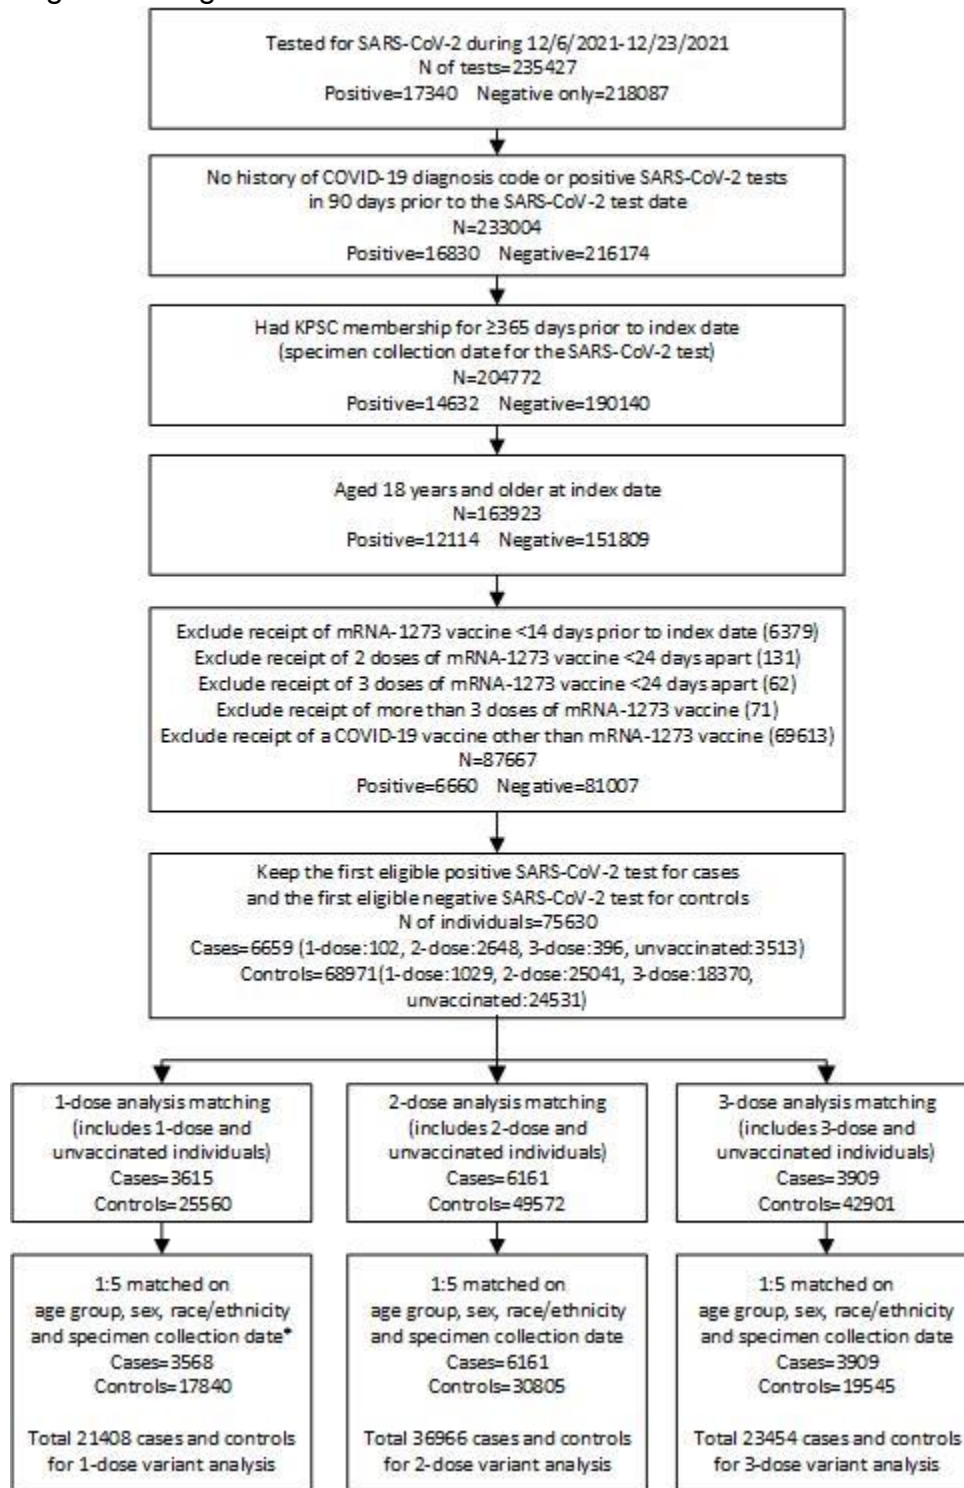 Tested for SARS-CoV-2 during 12/6/2021-12/23/2021
N of tests=235427
Positive=17340 Negative only=218087
No history of COVID-19 diagnosis code or positive SARS-CoV-2 tests
in 90 days prior to the SARS-CoV-2 test date
N=233004
Positive=16830 Negative=216174
Had KPSC membership for ≥365 days prior to index date
(specimen collection date for the SARS-CoV-2 test)
N=204772
Positive=14632 Negative=190140
Aged 18 years and older at index date
N=163923
Positive=12114 Negative=151809
Exclude receipt of mRNA-1273 vaccine <14 days prior to index date (6379)
Exclude receipt of 2 doses of mRNA-1273 vaccine <24 days apart (131)
Exclude receipt of 3 doses of mRNA-1273 vaccine <24 days apart (62)
Exclude receipt of more than 3 doses of mRNA-1273 vaccine (71)
Exclude receipt of a COVID-19 vaccine other than mRNA-1273 vaccine (69613)
N=87667
Positive=6660 Negative=81007
Keep the first eligible positive SARS-CoV-2 test for cases
and the first eligible negative SARS-CoV-2 test for controls
N of individuals=75630
Cases=6659 (1-dose:102, 2-dose:2648, 3-dose:396, unvaccinated:3513)
Controls=68971(1-dose:1029, 2-dose:25041, 3-dose:18370,
unvaccinated:24531)
1-dose analysis matching
(includes 1-dose and
unvaccinated individuals)
Cases=3615
Controls=25560
2-dose analysis matching
(includes 2-dose and
unvaccinated individuals)
Cases=6161
Controls=49572
3-dose analysis matching
(includes 3-dose and
unvaccinated individuals)
Cases=3909
Controls=42901
1:5 matched on
age group, sex, race/ethnicity
and specimen collection date*
Cases=3568
Controls=17840
Total 21408 cases and controls
for 1-dose variant analysis
1:5 matched on
age group, sex, race/ethnicity
and specimen collection date
Cases=6161
Controls=30805
Total 36966 cases and controls
for 2-dose variant analysis
1:5 matched on
age group, sex, race/ethnicity
and specimen collection date
Cases=3909
Controls=19545
Total 23454 cases and controls
for 3-dose variant analysis